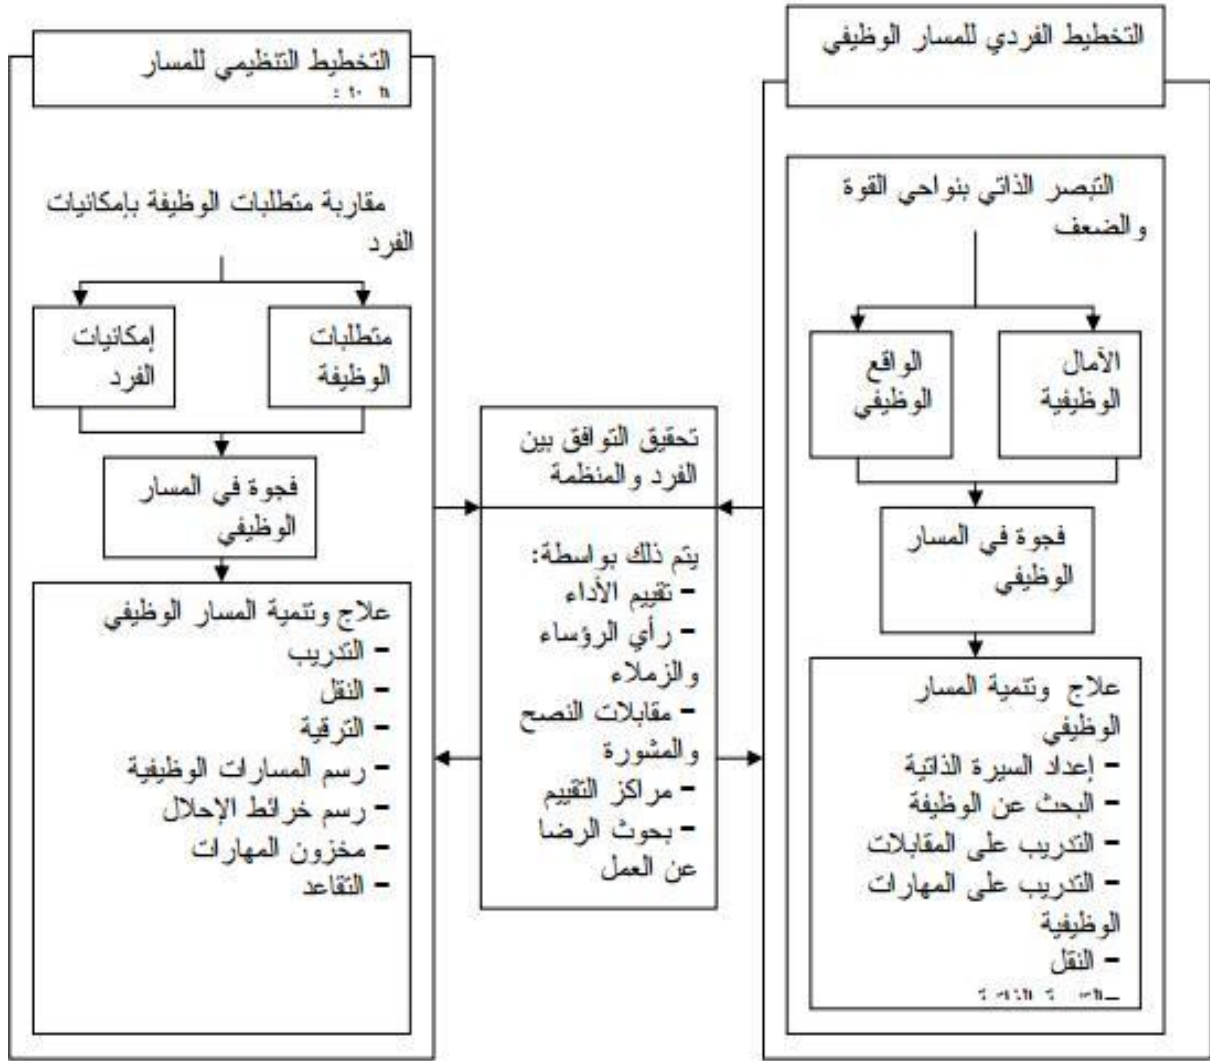 التخطيط الفردي للمسار الوظيفي
التبصر الذاتي بنواحي القوة
والضعف
الأمال
الوظيفية
الواقع
الوظيفي
فجوة في المسار
الوظيفي
علاج وتنمية المسار
الوظيفي
- إعداد السيرة الذاتية
- البحث عن الوظيفة
- التدريب على المقابلات
- التدريب على المهارات
الوظيفية
- النقل
تحقيق التوافق بين
الفرد والمنظمة
يتم ذلك بواسطة:
- تقييم الأداء
- رأي الرؤساء
والزملاء
- مقابلات النصح
والمشورة
- مراكز التقييم
- بحوث الرضا
عن العمل
التخطيط التنظيمي للمسار
مقاربة متطلبات الوظيفة بإمكانيات
الفرد
متطلبات
الوظيفة
إمكانيات
الفرد
فجوة في المسار
الوظيفي
علاج وتنمية المسار الوظيفي
- التدريب
- النقل
- الترقية
- رسم المسارات الوظيفية
- رسم خرائط الإحلال
- مخزون المهارات
- التقاعد